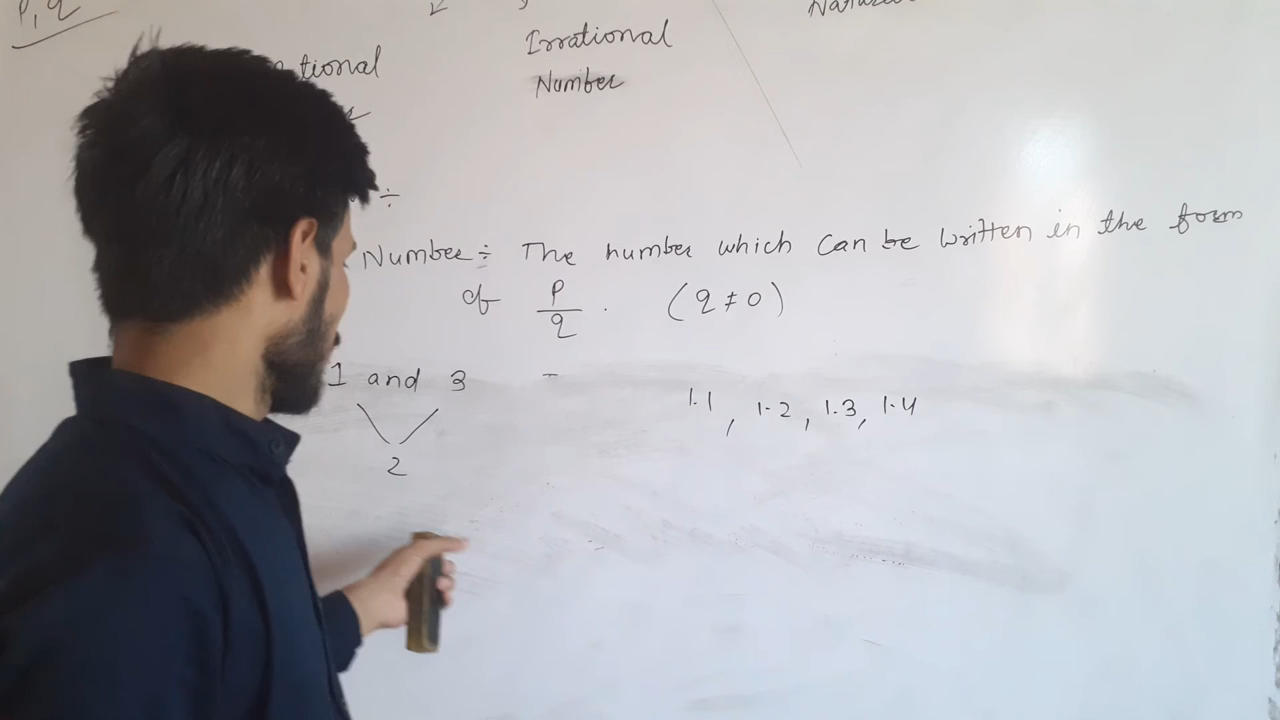 P, q
Irrational
Number
÷
Number ÷ The number which can be written in the form
of P/q . (q ≠ 0)
1 and 3 -
1.1 , 1.2 , 1.3 , 1.4
2